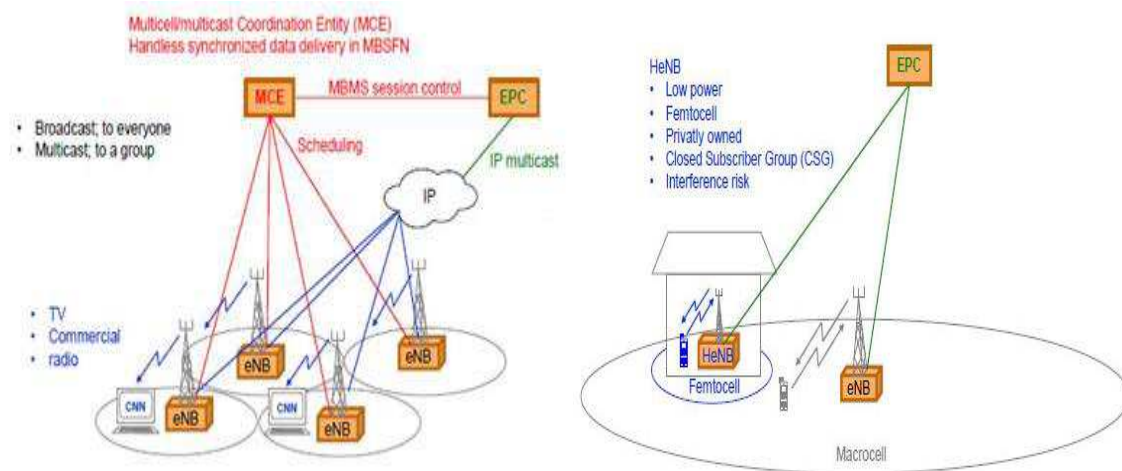 Multicell/multicast Coordination Entity (MCE)
Handless synchronized data delivery in MBSFN
MCE
MBMS session control
EPC
• Broadcast; to everyone
• Multicast; to a group
Scheduling
IP multicast
IP
• TV
• Commercial
• radio
eNB
eNB
CNN
eNB
CNN
eNB
HeNB
• Low power
• Femtocell
• Privatly owned
• Closed Subscriber Group (CSG)
• Interference risk
EPC
HeNB
Femtocell
eNB
Macrocell